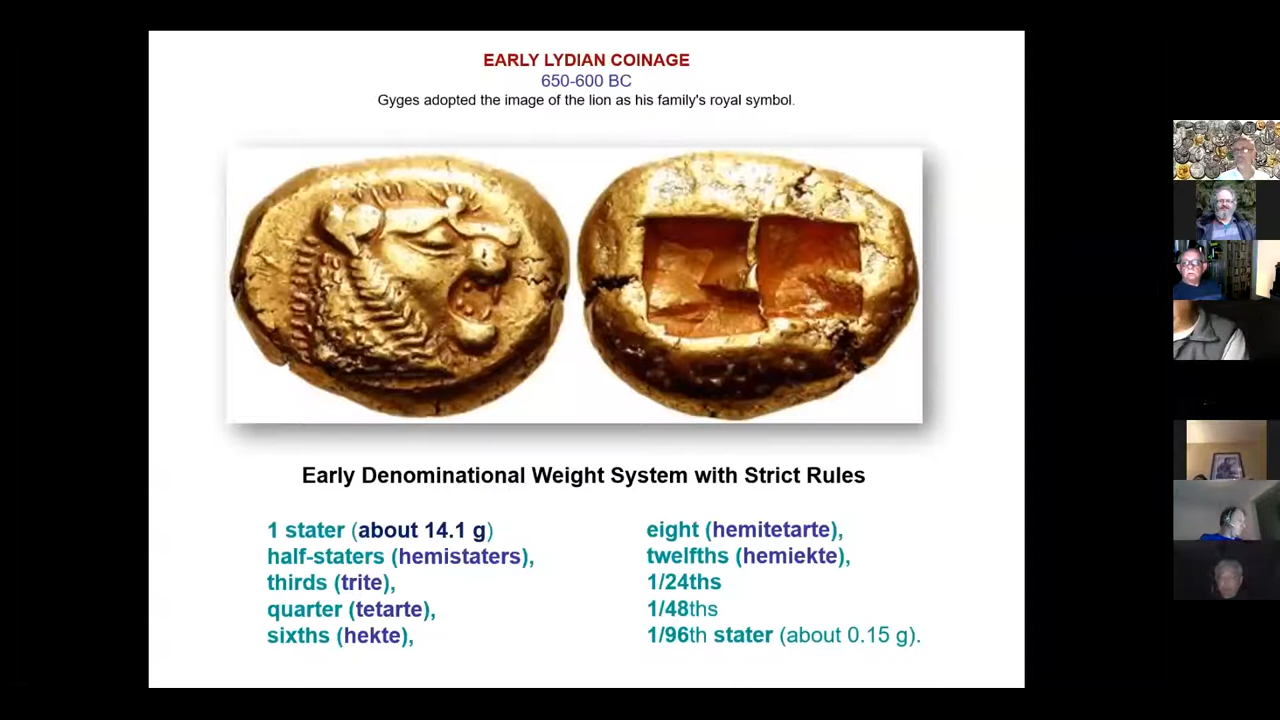 EARLY LYDIAN COINAGE
650-600 BC
Gyges adopted the image of the lion as his family's royal symbol.
Early Denominational Weight System with Strict Rules
1 stater (about 14.1 g)
half-staters (hemistaters),
thirds (trite),
quarter (tetarte),
sixths (hekte),
eight (hemitetarte),
twelfths (hemiekte),
1/24ths
1/48ths
1/96th stater (about 0.15 g).